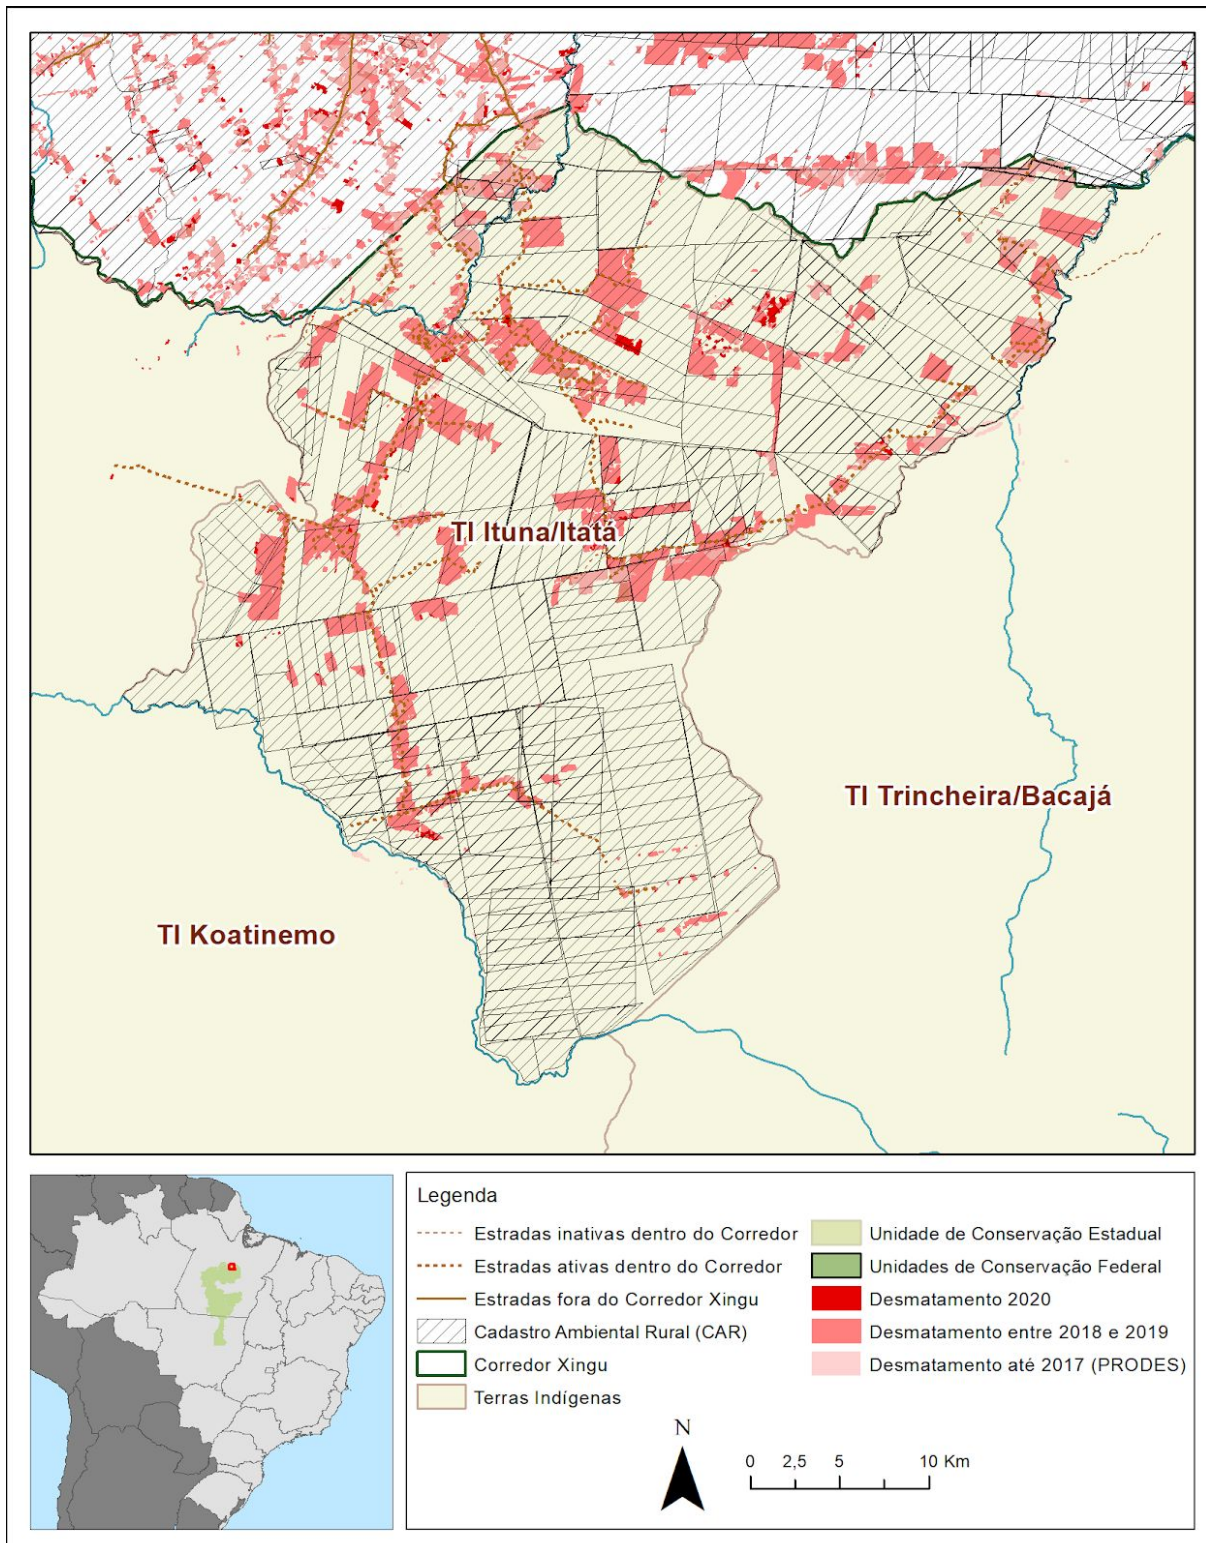 TI Ituna/Itatá
TI Trincheira/Bacajá
TI Koatinemo
Legenda
Estradas inativas dentro do Corredor
Estradas ativas dentro do Corredor
Estradas fora do Corredor Xingu
Cadastro Ambiental Rural (CAR)
Corredor Xingu
Terras Indígenas
Unidade de Conservação Estadual
Unidades de Conservação Federal
Desmatamento 2020
Desmatamento entre 2018 e 2019
Desmatamento até 2017 (PRODES)
N
0 2,5 5 10 Km